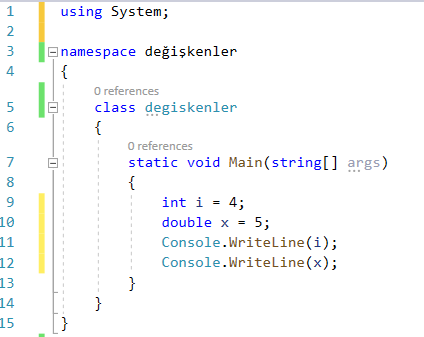 1 using System;
2
3 namespace değişkenler
4 {
0 references
5 class degiskenler
6 {
0 references
7 static void Main(string[] args)
8 {
9 int i = 4;
10 double x = 5;
11 Console.WriteLine(i);
12 Console.WriteLine(x);
13 }
14 }
15 }